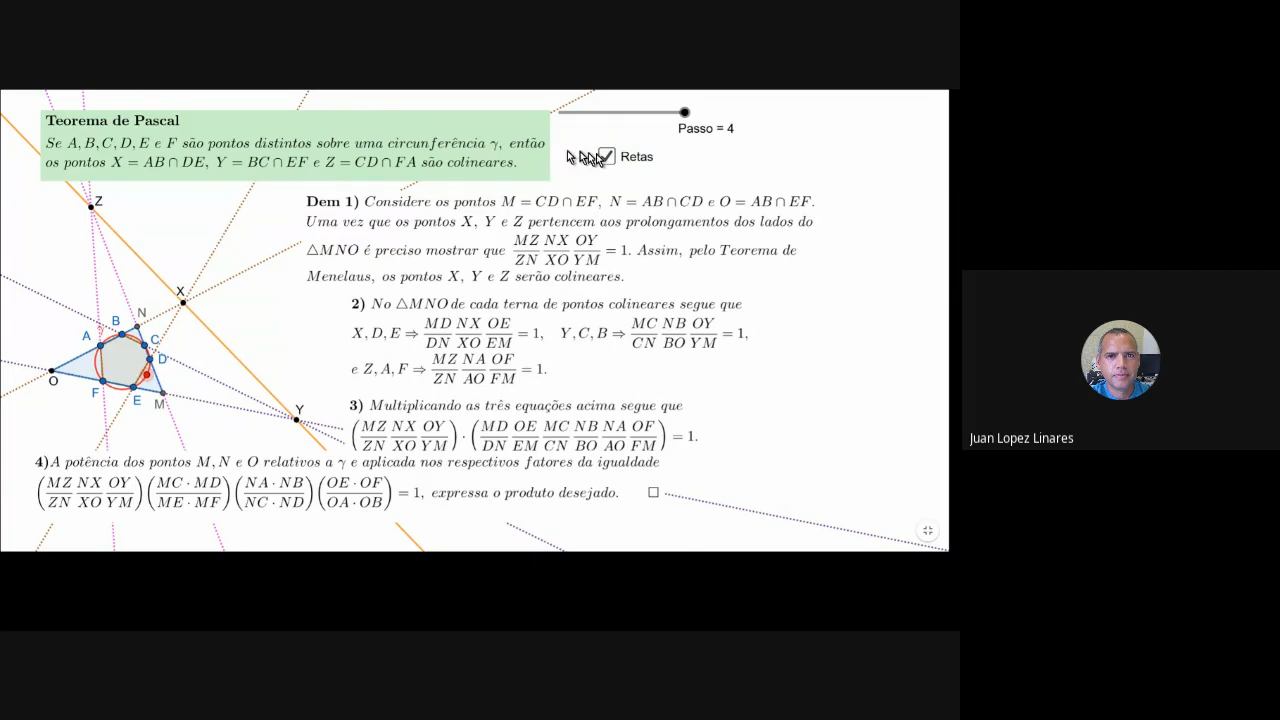 Teorema de Pascal
Se A, B, C, D, E e F são pontos distintos sobre uma circunferência γ, então
os pontos X = AB ∩ DE, Y = BC ∩ EF e Z = CD ∩ FA são colineares.
Passo = 4
Retas
Dem 1) Considere os pontos M = CD ∩ EF, N = AB ∩ CD e O = AB ∩ EF.
Uma vez que os pontos X, Y e Z pertencem aos prolongamentos dos lados do
△MNO é preciso mostrar que MZ/ZN NX/XO OY/YM = 1. Assim, pelo Teorema de
Menelaus, os pontos X, Y e Z serão colineares.
2) No △MNO de cada terna de pontos colineares segue que
X, D, E ⇒ MD/DN NX/XO OE/EM = 1, Y, C, B ⇒ MC/CN NB/BO OY/YM = 1,
e Z, A, F ⇒ MZ/ZN NA/AO OF/FM = 1.
3) Multiplicando as três equações acima segue que
(MZ/ZN NX/XO OY/YM) · (MD/DN OE/EM MC/CN NB/BO NA/AO OF/FM) = 1.
4)A potência dos pontos M, N e O relativos a γ e aplicada nos respectivos fatores da igualdade
(MZ/ZN NX/XO OY/YM) (MC · MD/ME · MF) (NA · NB/NC · ND) (OE · OF/OA · OB) = 1, expressa o produto desejado. □
Z
X
N
B
A
C
D
O
F
E
M
Y
Juan Lopez Linares